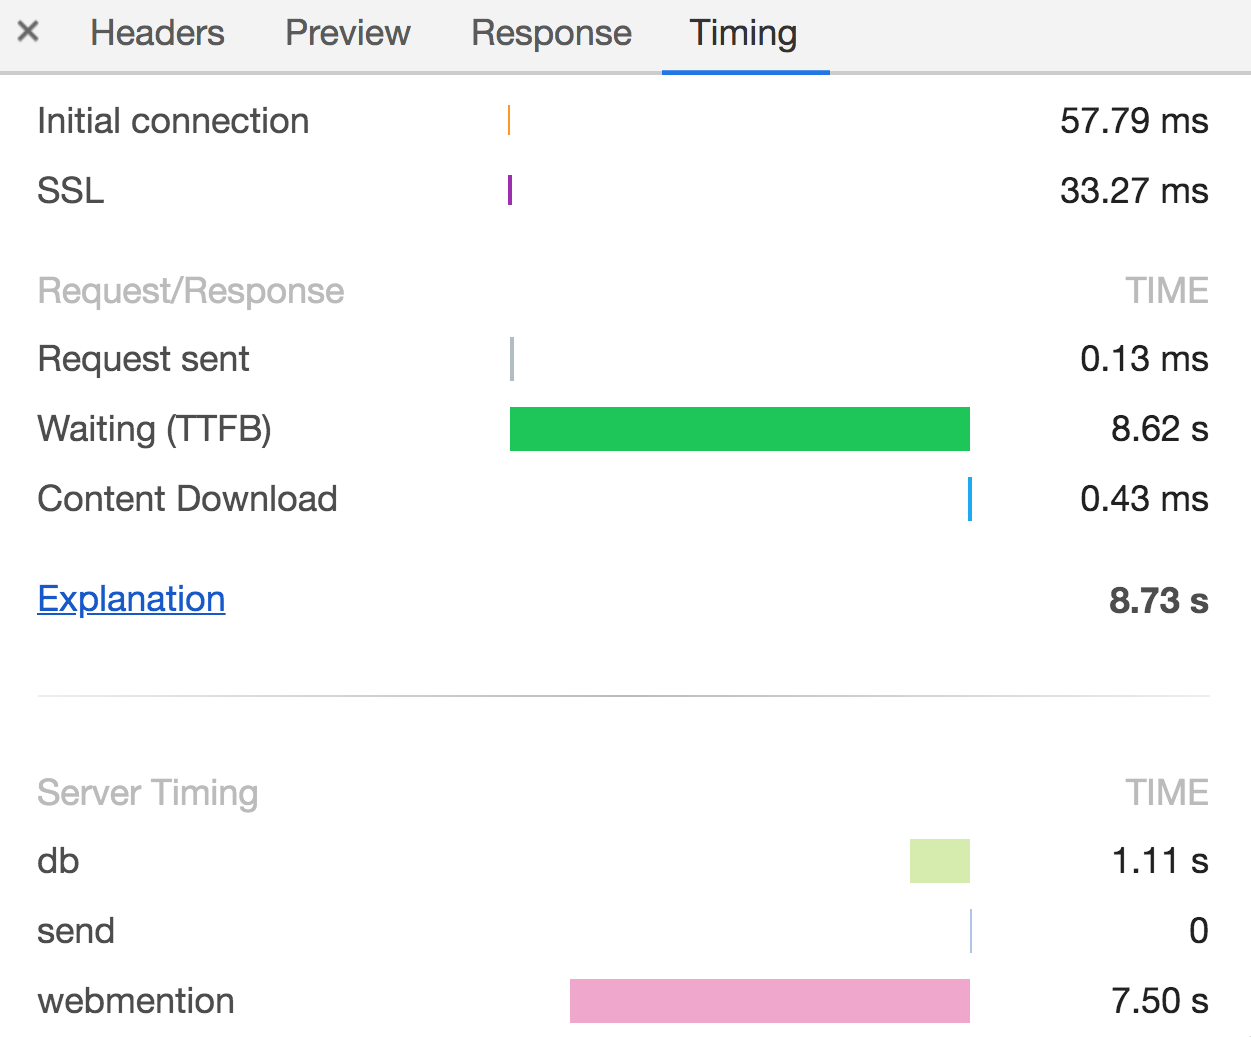 × Headers Preview Response Timing
Initial connection 57.79 ms
SSL 33.27 ms
Request/Response TIME
Request sent 0.13 ms
Waiting (TTFB) 8.62 s
Content Download 0.43 ms
Explanation 8.73 s
Server Timing TIME
db 1.11 s
send 0
webmention 7.50 s